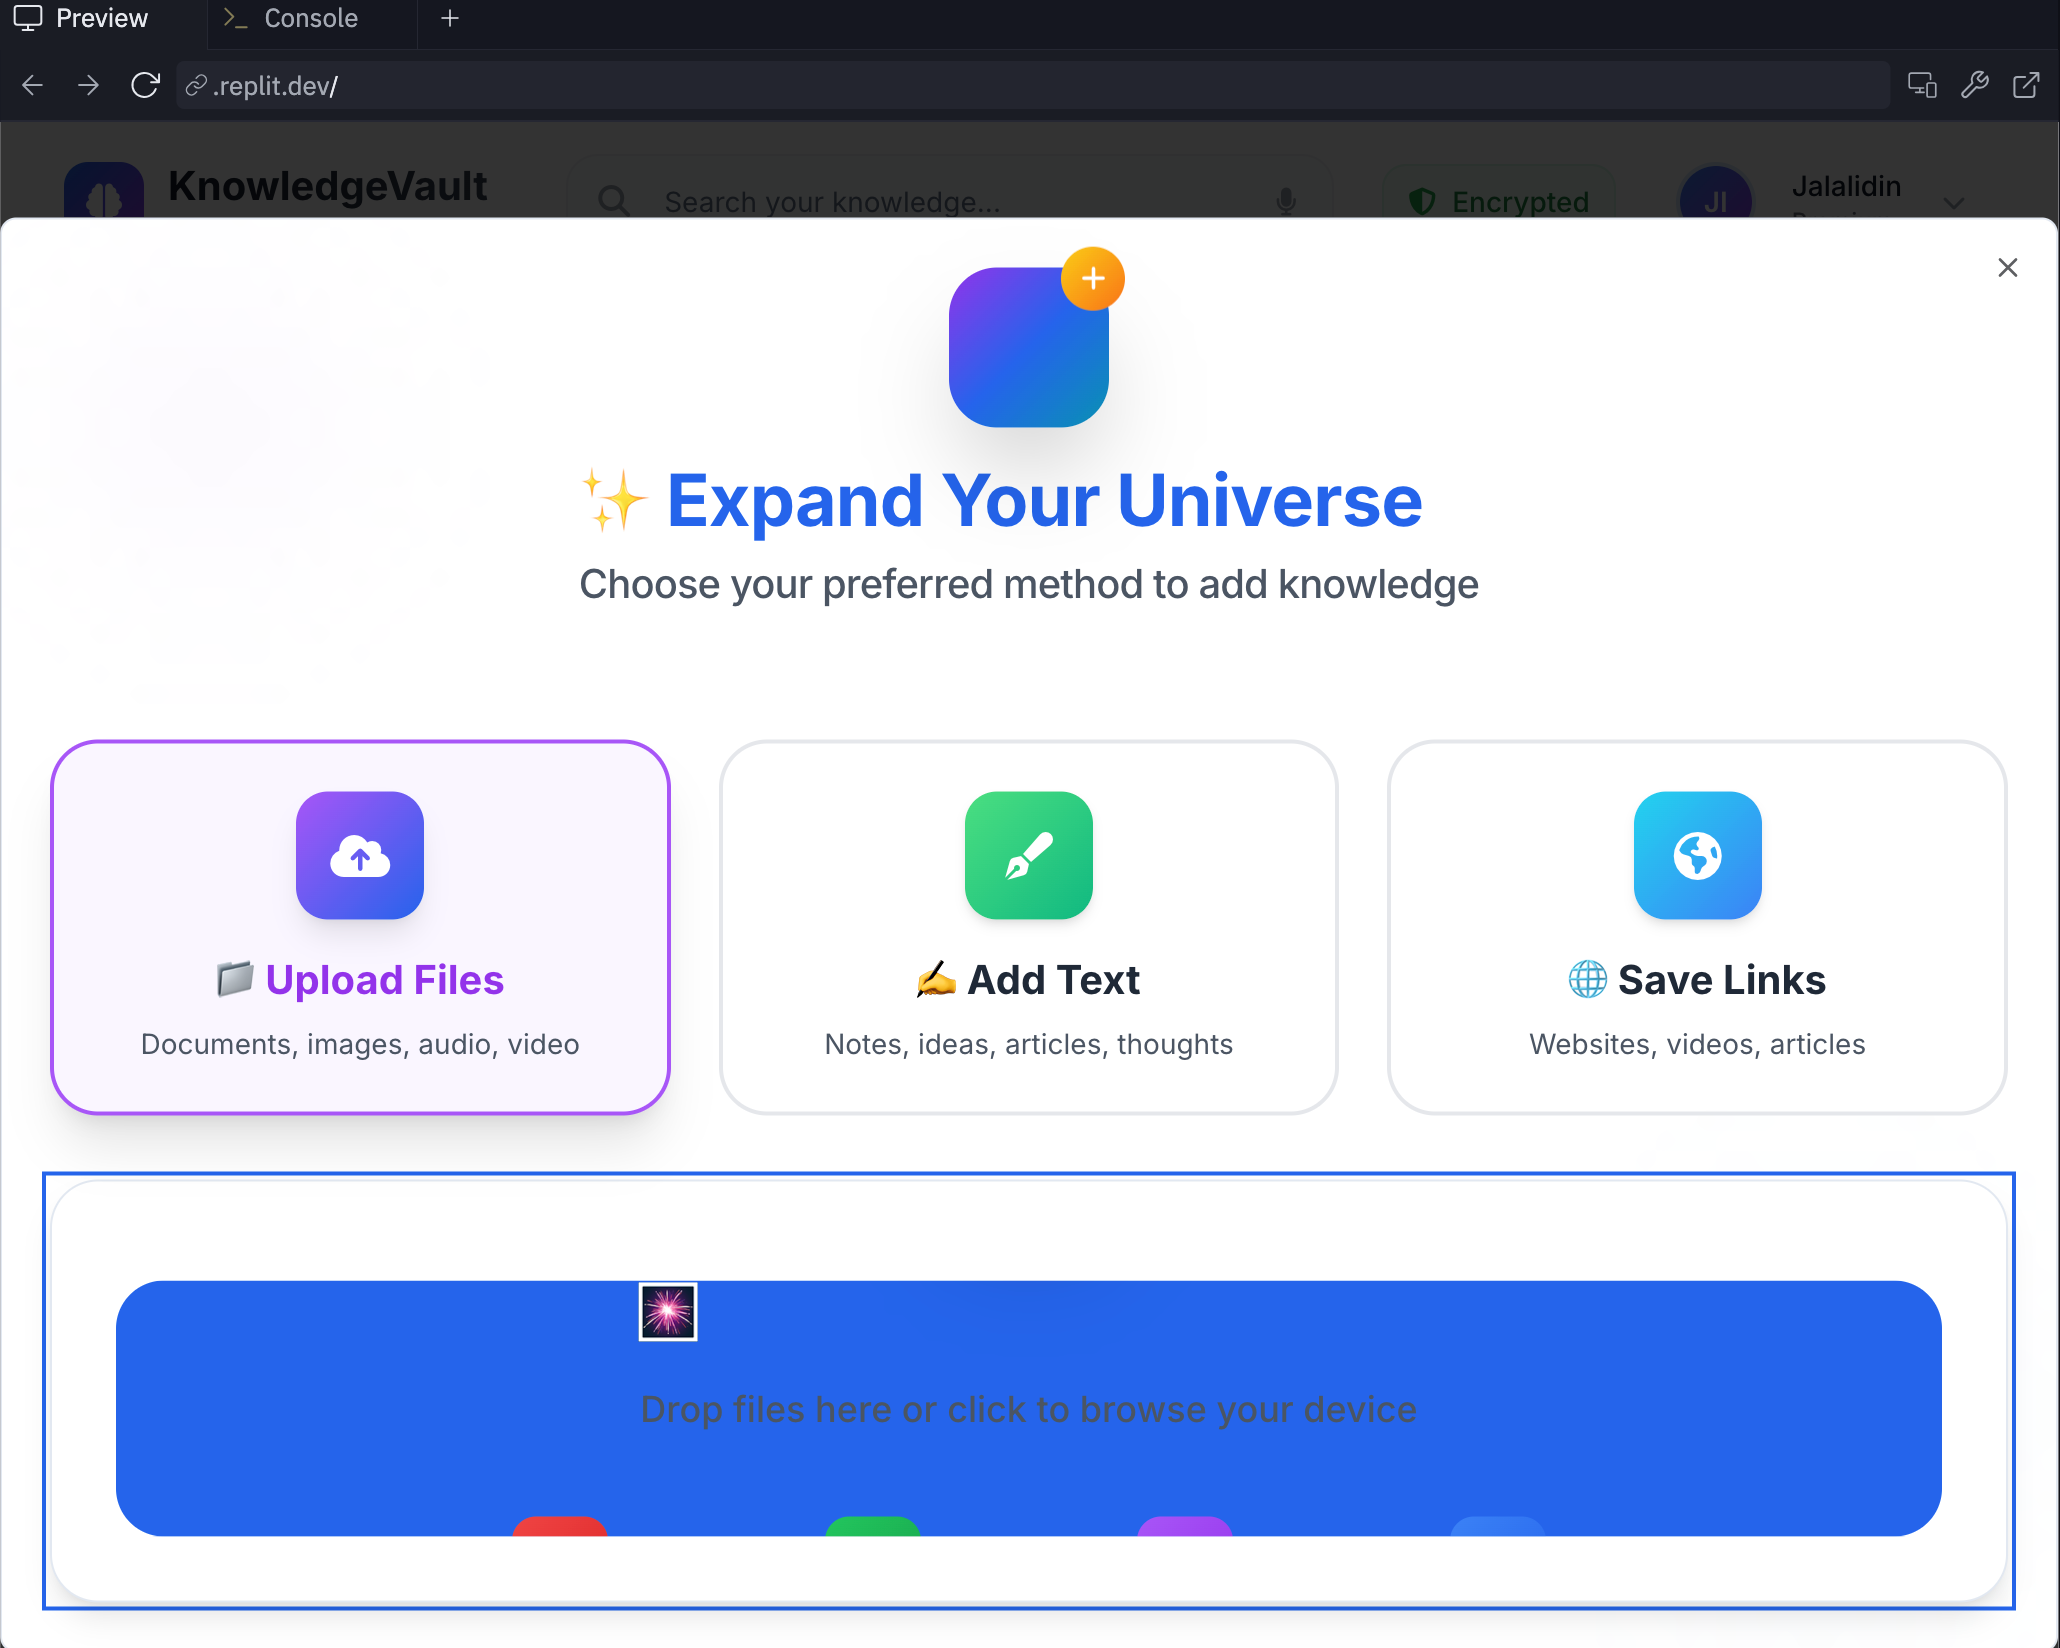 Preview
Console
.replit.dev/
KnowledgeVault
Search your knowledge...
Encrypted
JI
Jalalidin
✨ Expand Your Universe
Choose your preferred method to add knowledge
📁 Upload Files
Documents, images, audio, video
✍️ Add Text
Notes, ideas, articles, thoughts
🌐 Save Links
Websites, videos, articles
🎆
Drop files here or click to browse your device